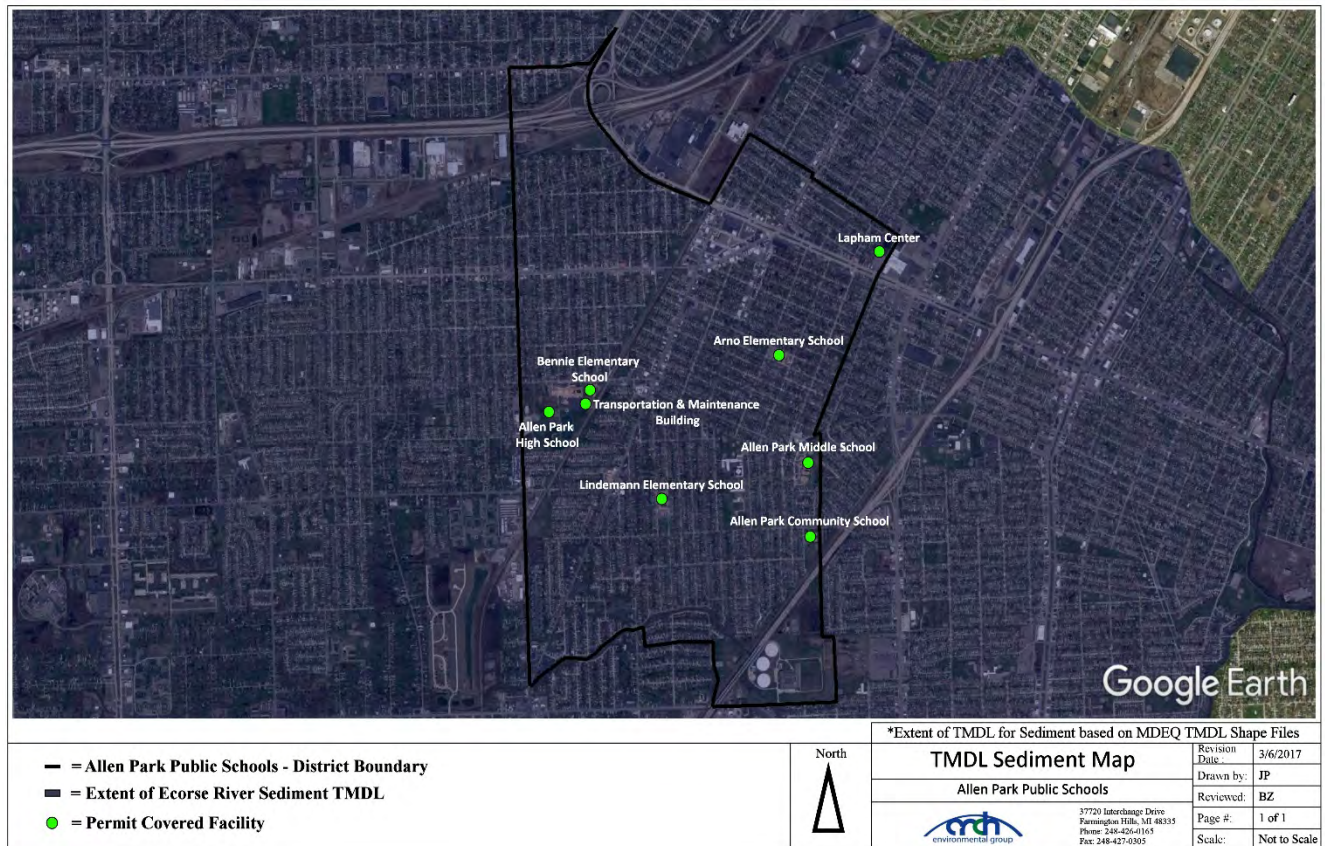 Lapham Center
Arno Elementary School
Bennie Elementary
School
Transportation & Maintenance
Building
Allen Park
High School
Allen Park Middle School
Lindemann Elementary School
Allen Park Community School
Google Earth
*Extent of TMDL for Sediment based on MDEQ TMDL Shape Files
= Allen Park Public Schools - District Boundary
= Extent of Ecorse River Sediment TMDL
= Permit Covered Facility
North
TMDL Sediment Map
Allen Park Public Schools
mch
environmental group
37720 Interchange Drive
Farmington Hills, MI 48335
Phone: 248-426-0165
Fax: 248-427-0305
Revision
Date :
3/6/2017
Drawn by: JP
Reviewed: BZ
Page #: 1 of 1
Scale: Not to Scale